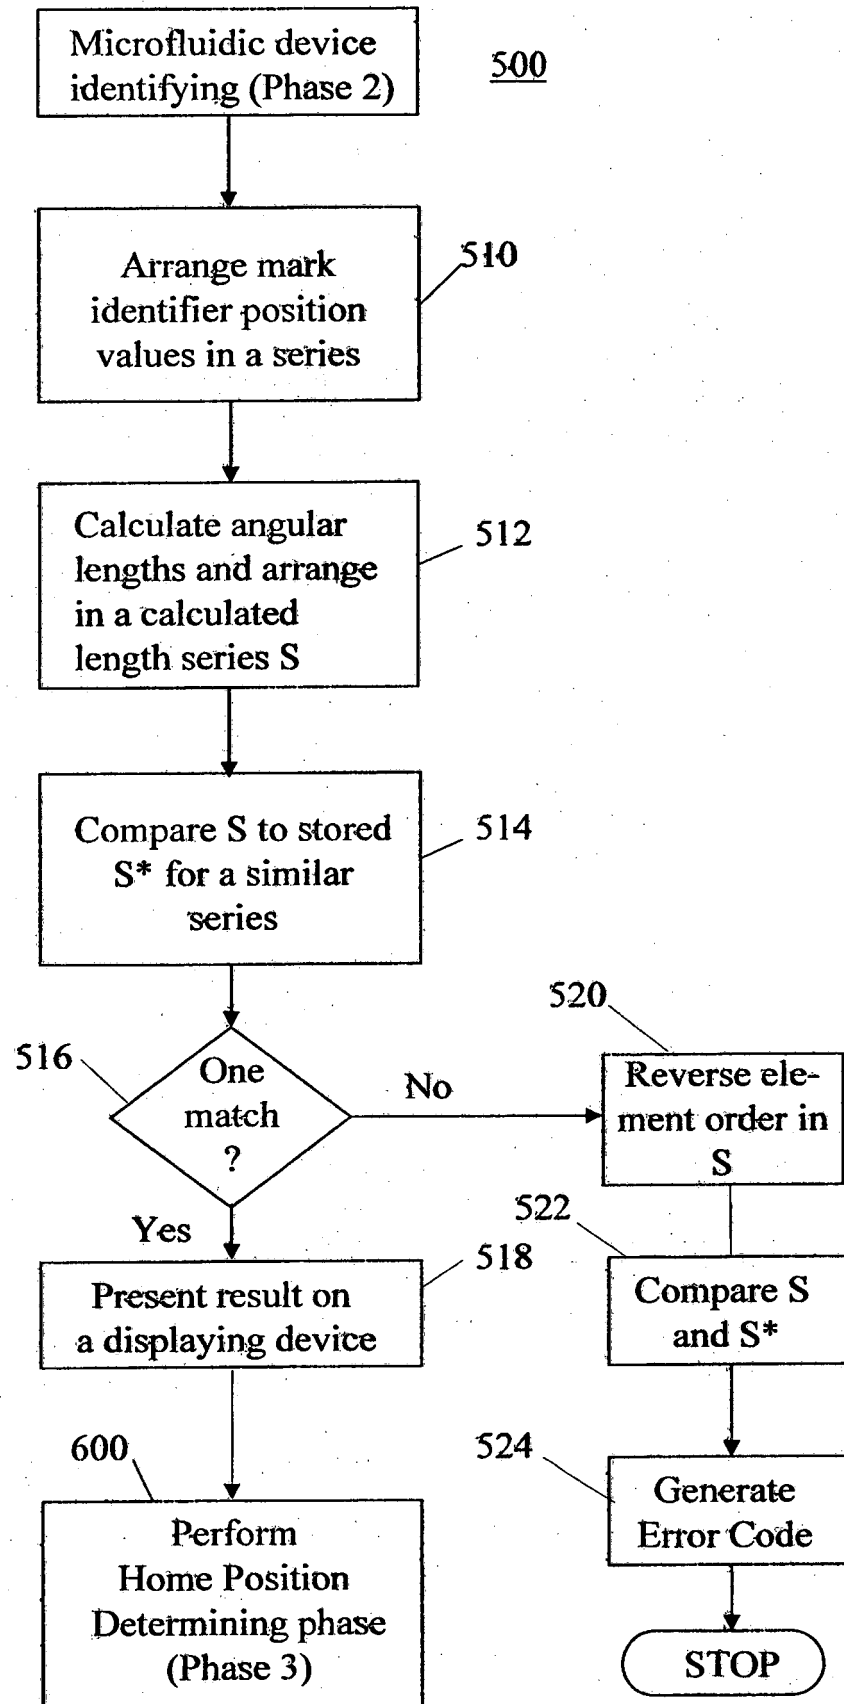 Microfluidic device
identifying (Phase 2)
500
Arrange mark
identifier position
values in a series
510
Calculate angular
lengths and arrange
in a calculated
length series S
512
Compare S to stored
S* for a similar
series
514
516
One
match
?
No
Yes
520
Reverse ele-
ment order in
S
522
Compare S
and S*
518
Present result on
a displaying device
524
Generate
Error Code
STOP
600
Perform
Home Position
Determining phase
(Phase 3)